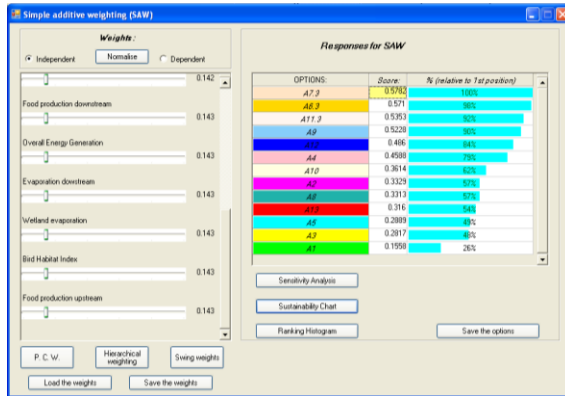 Simple additive weighting (SAW)
Weights:
Independent
Normalise
Dependent
0.142
Food production downstream
0.143
Overall Energy Generation
0.143
Evaporation downstream
0.143
Wetland evaporation
0.143
Bird Habitat Index
0.143
Food production upstream
0.143
P. C. W.
Hierarchical weighting
Swing weights
Load the weights
Save the weights
Responses for SAW
OPTIONS: Score: % (relative to 1st position)
A7.3 0.5782 100%
A6.3 0.571 98%
A11.3 0.5353 92%
A9 0.5228 90%
0.486 84%
A4 0.4588 79%
A10 0.3614 62%
A2 0.3329 57%
A8 0.3313 57%
A13 0.316 54%
A5 0.2889
A3 0.2817 48%
A1 0.1558 26%
Sensitivity Analysis
Sustainability Chart
Ranking Histogram
Save the options